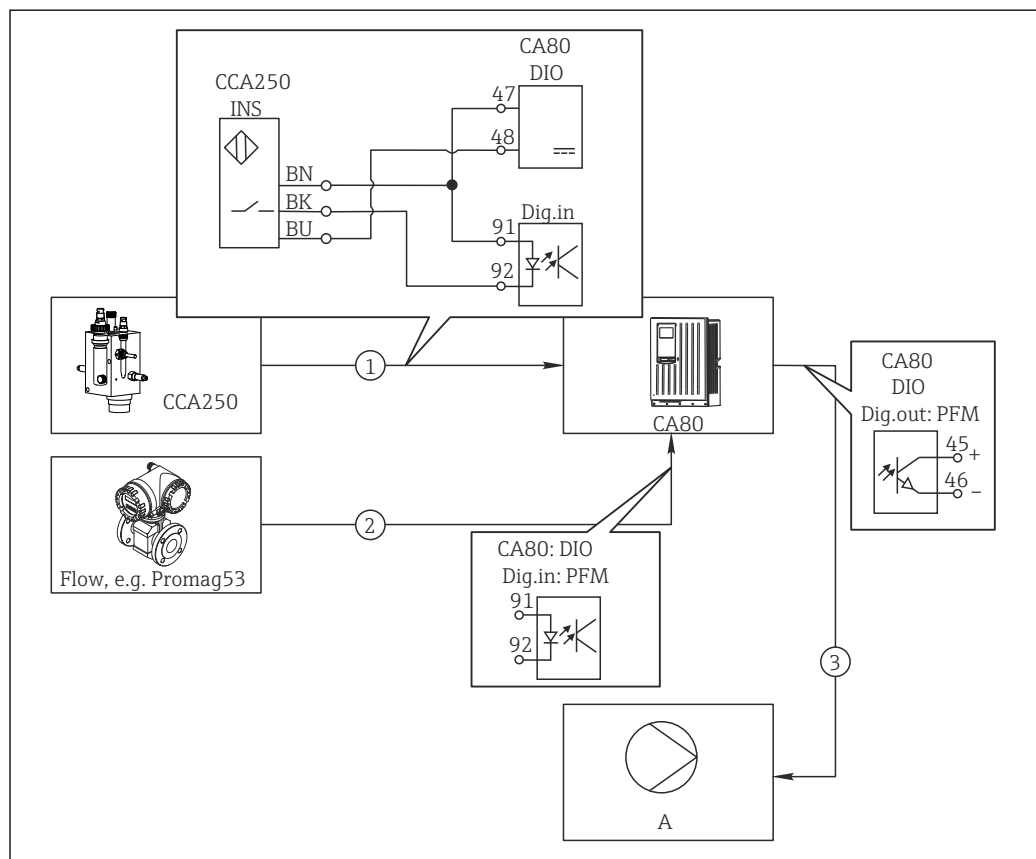 CA80
DIO
CCA250
INS
47
48
BN
BK
BU
Dig.in
91
92
CCA250
1
CA80
CA80
DIO
Dig.out: PFM
45
+
46
−
Flow, e.g. Promag53
2
CA80: DIO
Dig.in: PFM
91
92
3
A